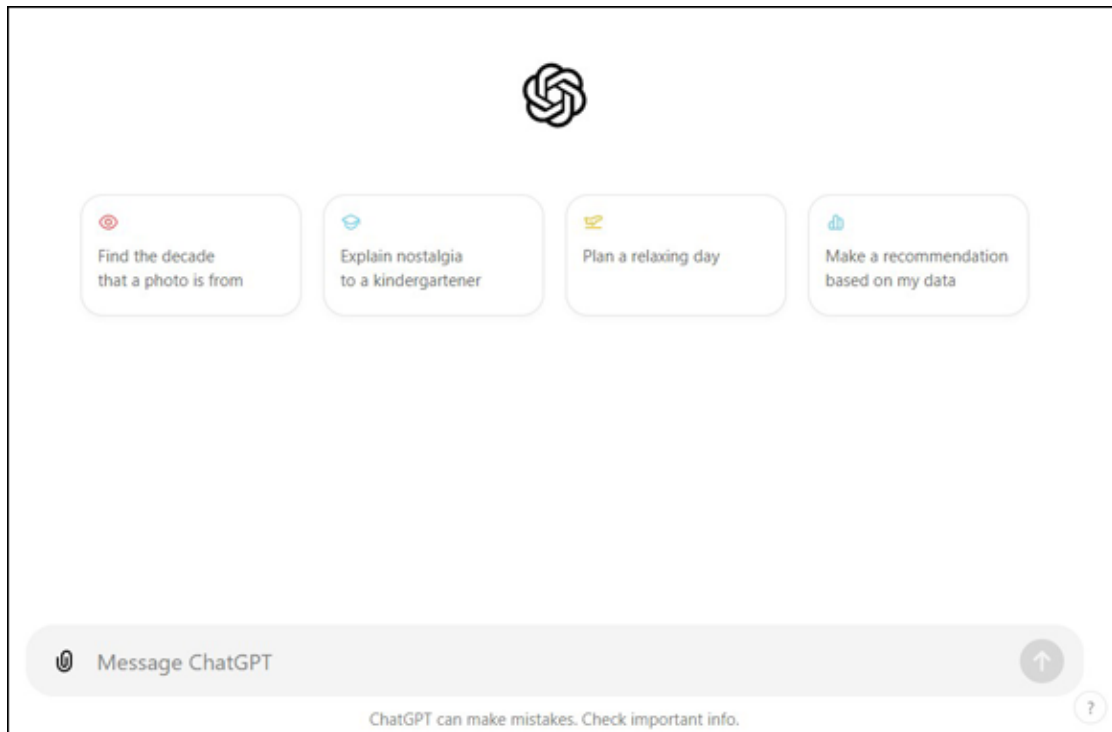 Find the decade
that a photo is from
Explain nostalgia
to a kindergartener
Plan a relaxing day
Make a recommendation
based on my data
Message ChatGPT
?
ChatGPT can make mistakes. Check important info.